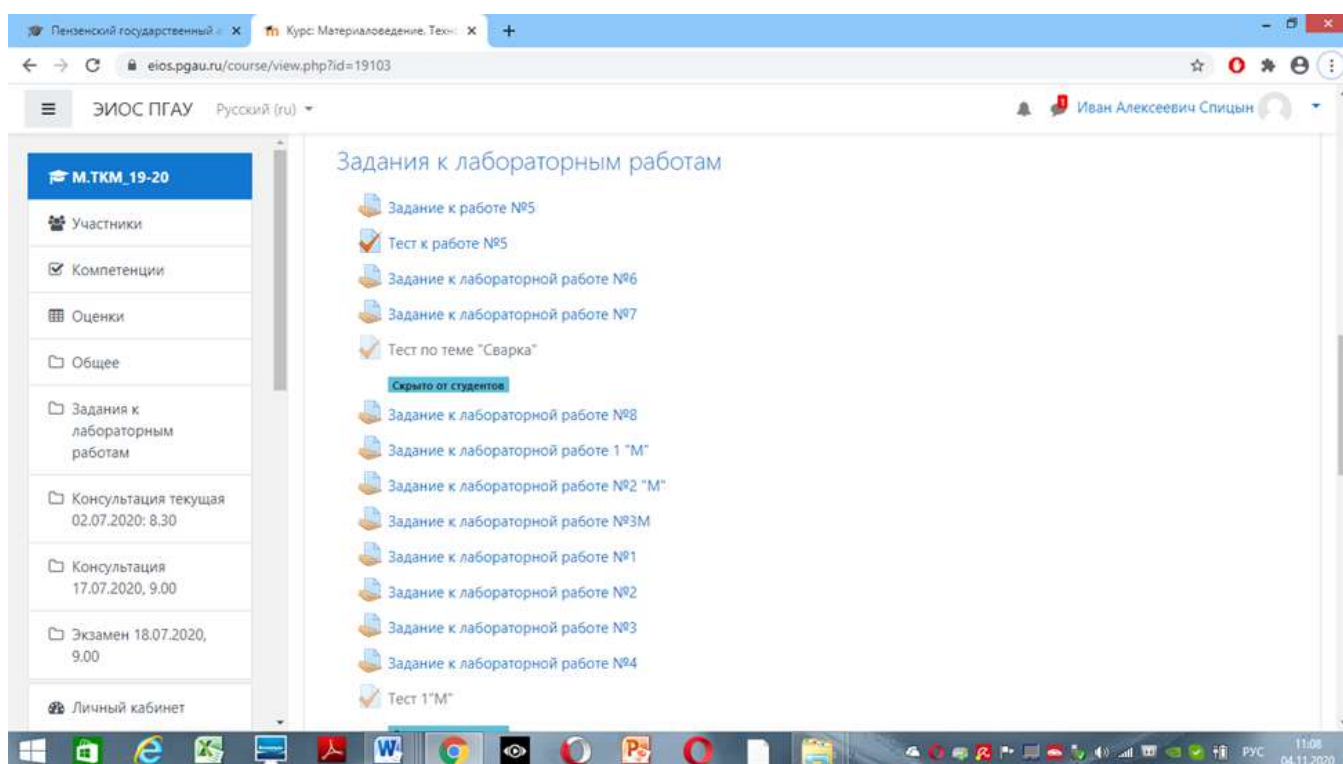 Пензенский государственный
Курс: Материаловедение. Техн
eios.pgau.ru/course/view.php?id=19103
ЭИОС ПГАУ Русский (ru)
Иван Алексеевич Спицын
М.ТКМ_19-20
Участники
Компетенции
Оценки
Общее
Задания к
лабораторным
работам
Консультация текущая
02.07.2020: 8.30
Консультация
17.07.2020, 9.00
Экзамен 18.07.2020,
9.00
Личный кабинет
Задания к лабораторным работам
Задание к работе №5
Тест к работе №5
Задание к лабораторной работе №6
Задание к лабораторной работе №7
Тест по теме "Сварка"
Скрыто от студентов
Задание к лабораторной работе №8
Задание к лабораторной работе 1 "М"
Задание к лабораторной работе №2 "М"
Задание к лабораторной работе №3М
Задание к лабораторной работе №1
Задание к лабораторной работе №2
Задание к лабораторной работе №3
Задание к лабораторной работе №4
Тест 1"М"
РУС
11:08
04.11.2020